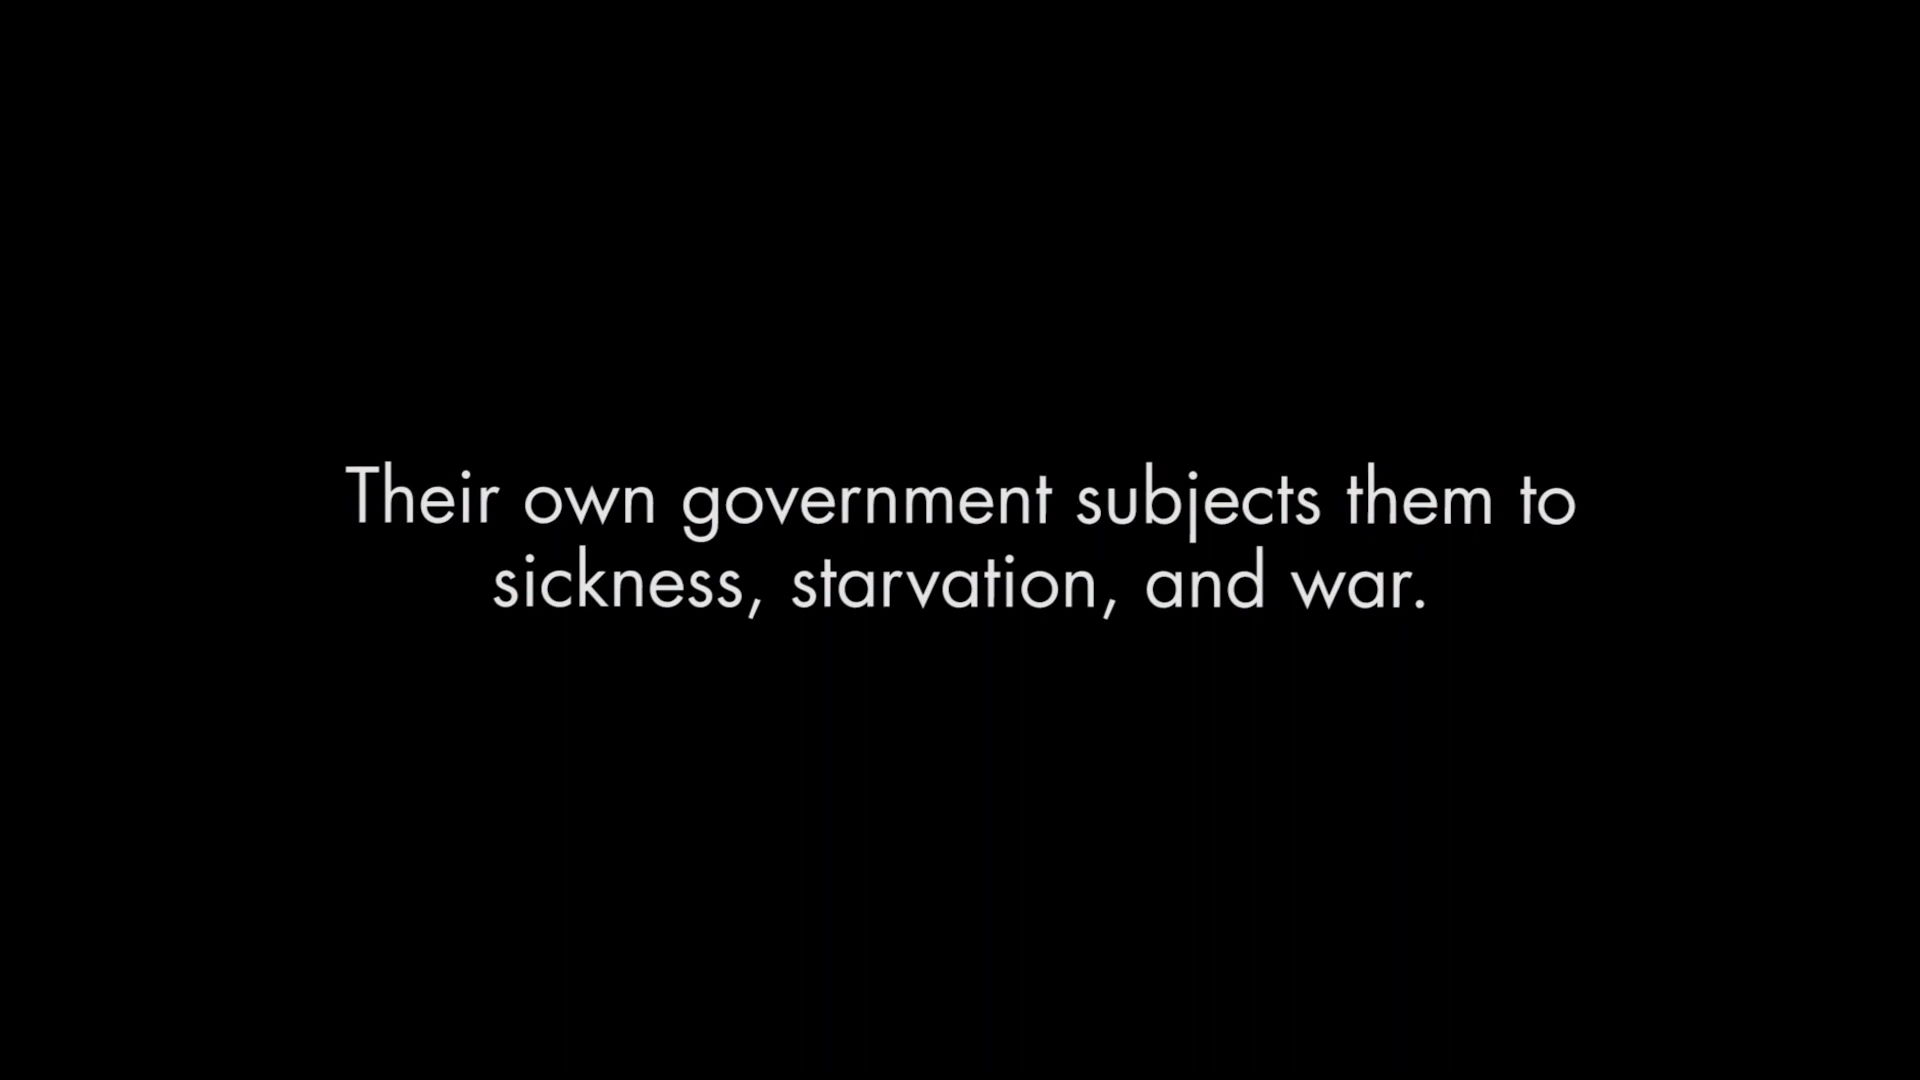 Their own government subjects them to
sickness, starvation, and war.